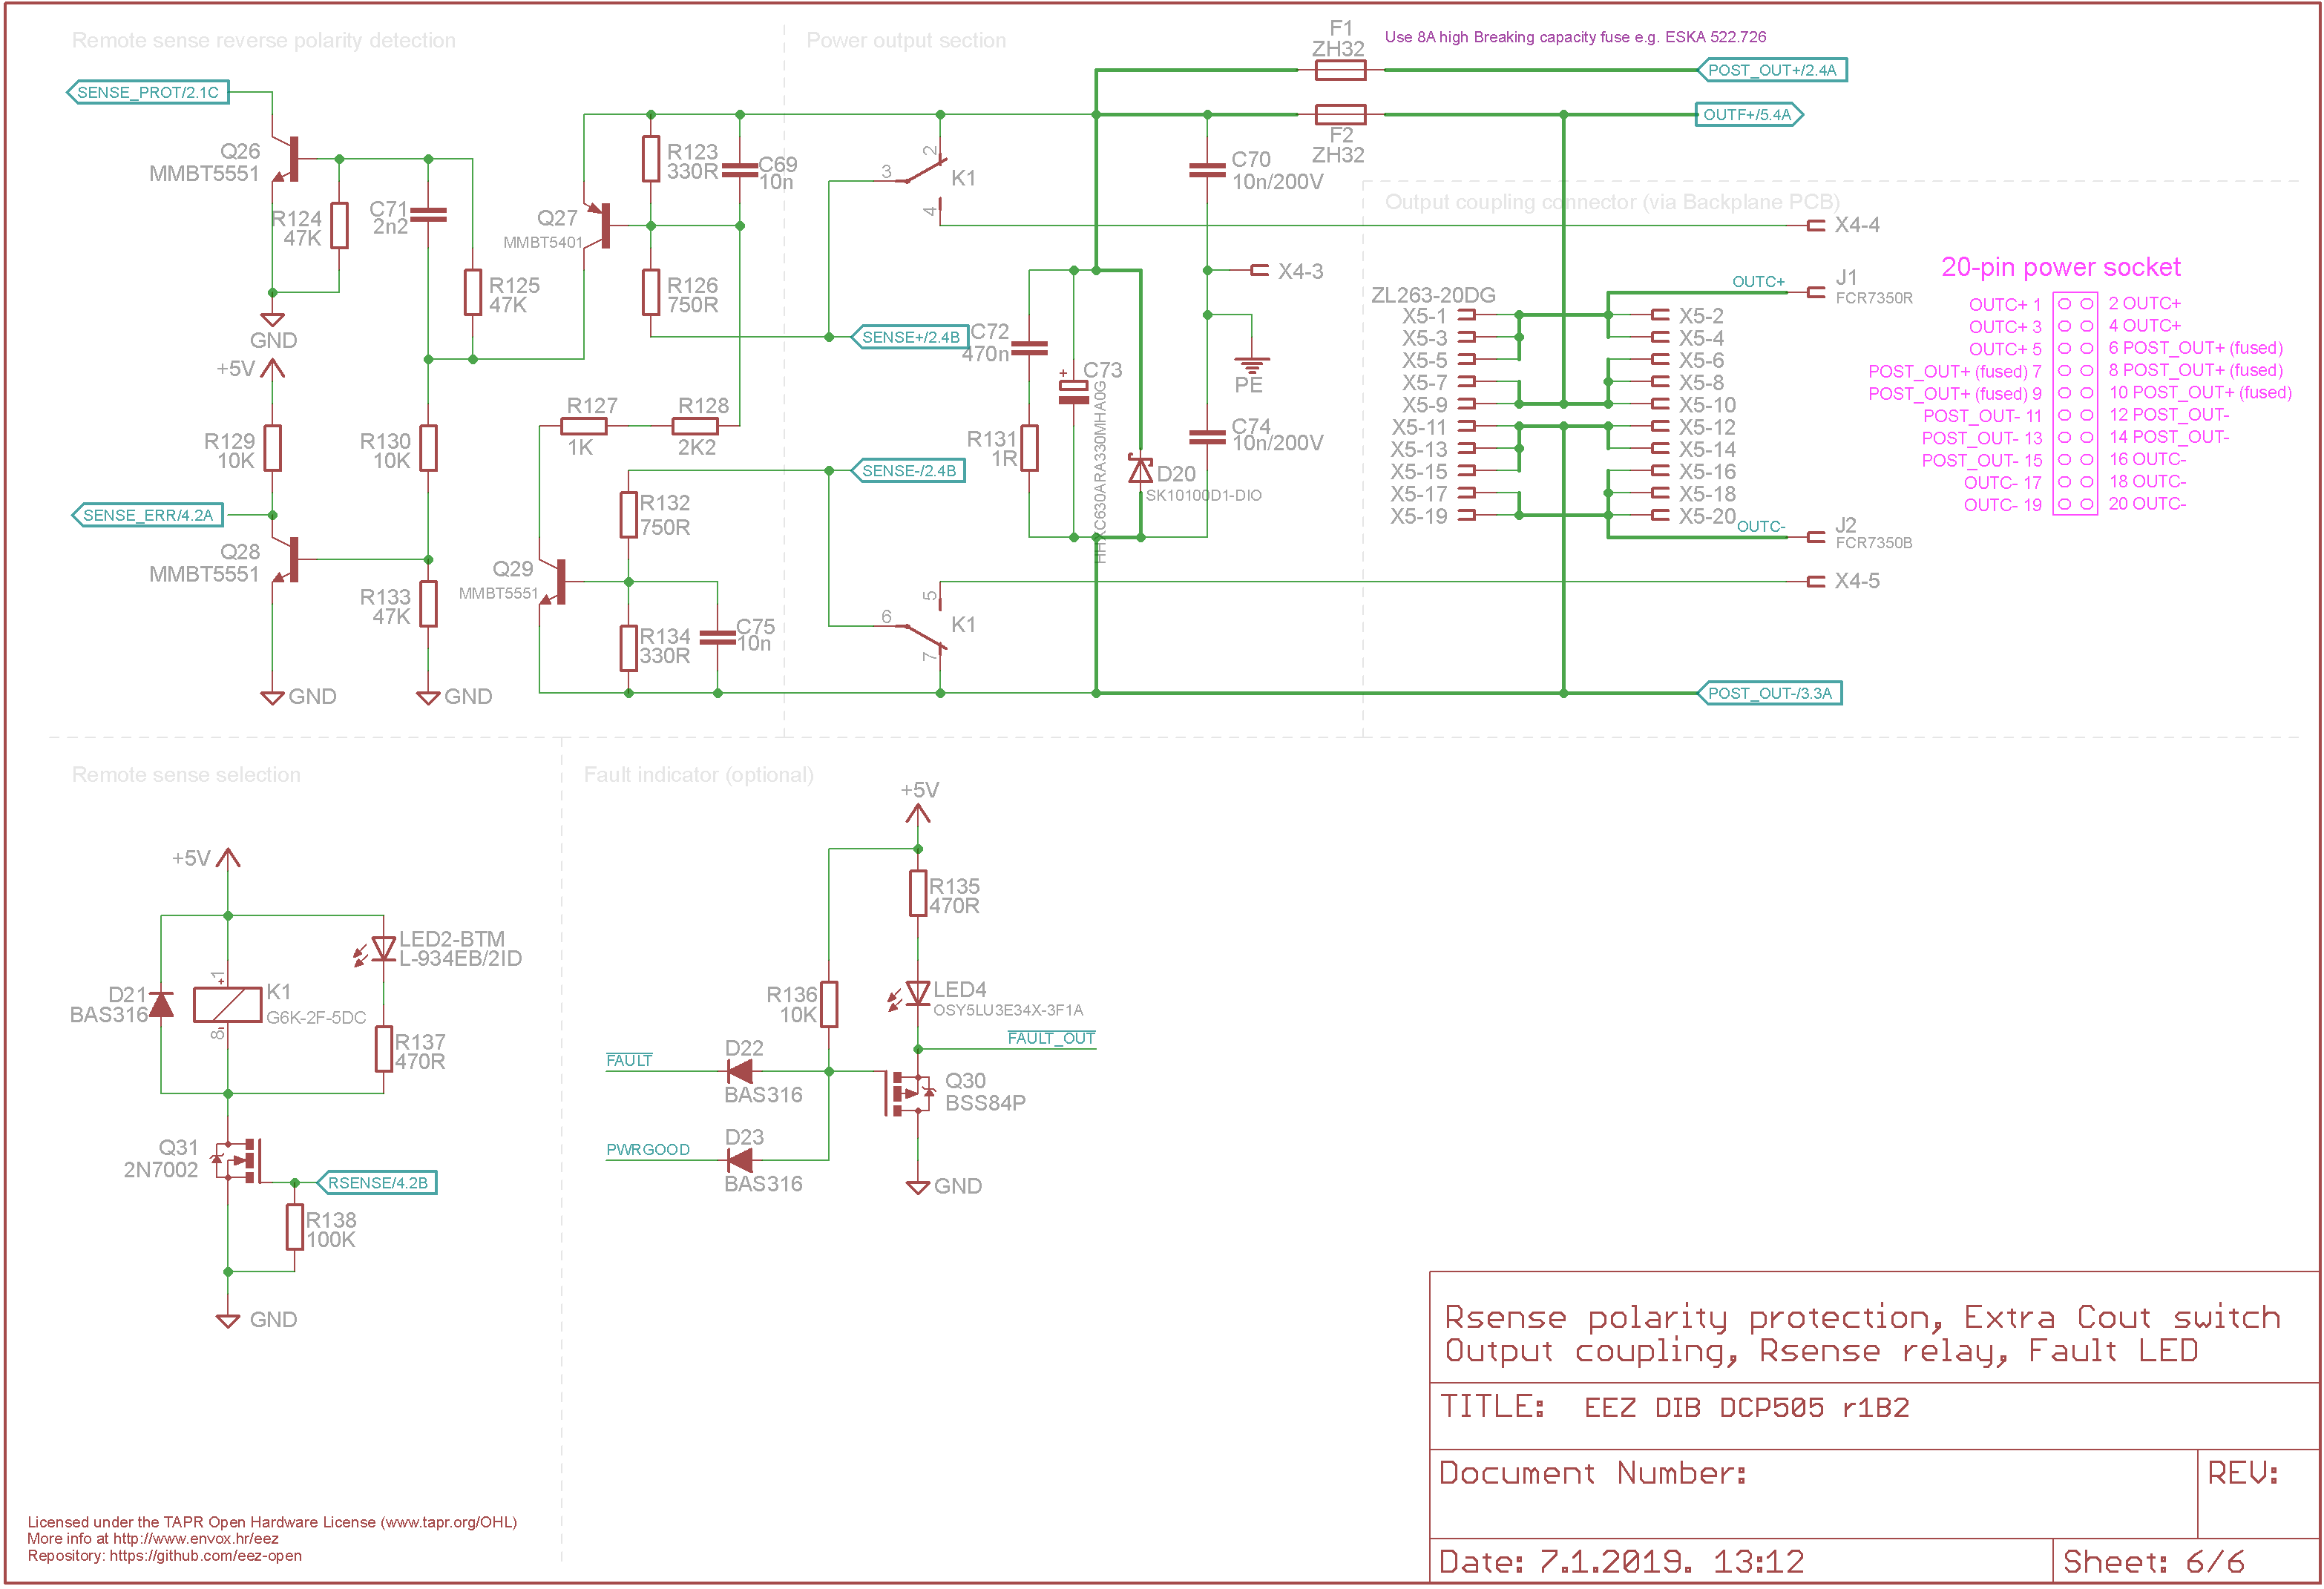 Remote sense reverse polarity detection
Power output section
F1
ZH32
Use 8A high Breaking capacity fuse e.g. ESKA 522.726
POST_OUT+/2.4A
SENSE_PROT/2.1C
OUTF+/5.4A
F2
ZH32
Q26
MMBT5551
R124
47K
C71
2n2
R125
47K
GND
Q27
MMBT5401
R123
330R
C69
10n
R126
750R
2
3
4
K1
C70
10n/200V
Output coupling connector (via Backplane PCB)
X4-4
X4-3
PE
SENSE+/2.4B
C72
470n
C73
+
HHXC630ARA330MHA0G
R131
1R
D20
SK10100D1-DIO
C74
10n/200V
+5V
R129
10K
R130
10K
R127
1K
R128
2K2
SENSE_ERR/4.2A
SENSE-/2.4B
Q28
MMBT5551
R133
47K
GND
GND
Q29
MMBT5551
R132
750R
R134
330R
C75
10n
5
6
7
K1
X4-5
POST_OUT-/3.3A
ZL263-20DG
X5-1
X5-3
X5-5
X5-7
X5-9
X5-11
X5-13
X5-15
X5-17
X5-19
X5-2
X5-4
X5-6
X5-8
X5-10
X5-12
X5-14
X5-16
X5-18
X5-20
OUTC+
J1
FCR7350R
OUTC-
J2
FCR7350B
20-pin power socket
OUTC+ 1
2 OUTC+
OUTC+ 3
4 OUTC+
OUTC+ 5
6 POST_OUT+ (fused)
POST_OUT+ (fused) 7
8 POST_OUT+ (fused)
POST_OUT+ (fused) 9
10 POST_OUT+ (fused)
POST_OUT- 11
12 POST_OUT-
POST_OUT- 13
14 POST_OUT-
POST_OUT- 15
16 OUTC-
OUTC- 17
18 OUTC-
OUTC- 19
20 OUTC-
Remote sense selection
+5V
LED2-BTM
L-934EB/2ID
D21
BAS316
1
+
K1
G6K-2F-5DC
8
-
R137
470R
Q31
2N7002
RSENSE/4.2B
R138
100K
GND
Fault indicator (optional)
+5V
R135
470R
R136
10K
LED4
OSY5LU3E34X-3F1A
FAULT_OUT
FAULT
D22
BAS316
Q30
BSS84P
PWRGOOD
D23
BAS316
GND
Rsense polarity protection, Extra Cout switch
Output coupling, Rsense relay, Fault LED
TITLE: EEZ DIB DCP505 r1B2
Document Number:
REV:
Date: 7.1.2019. 13:12
Sheet: 6/6
Licensed under the TAPR Open Hardware License (www.tapr.org/OHL)
More info at http://www.envox.hr/eez
Repository: https://github.com/eez-open